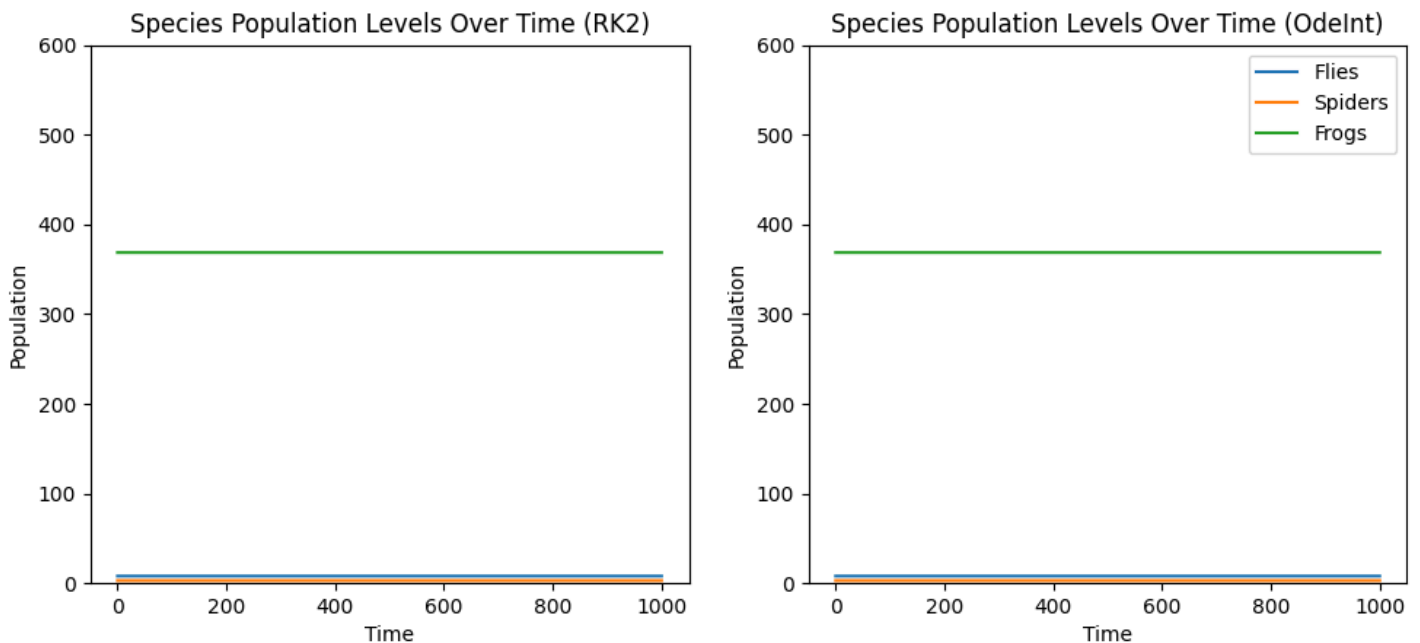 Species Population Levels Over Time (RK2)
600
500
400
300
200
100
0
Population
0 200 400 600 800 1000
Time
Species Population Levels Over Time (OdeInt)
Flies
Spiders
Frogs
600
500
400
300
200
100
0
Population
0 200 400 600 800 1000
Time